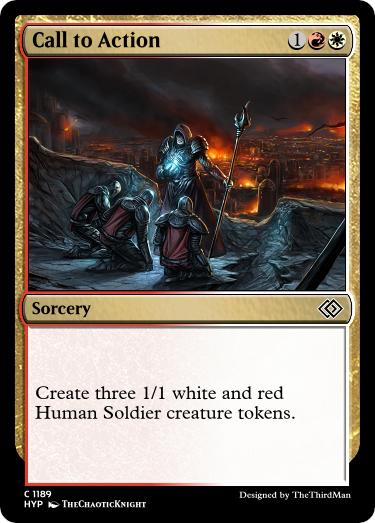 Call to Action 1
Sorcery
Create three 1/1 white and red
Human Soldier creature tokens.
C 1189
HYP TheChaoticKnight
Designed by TheThirdMan